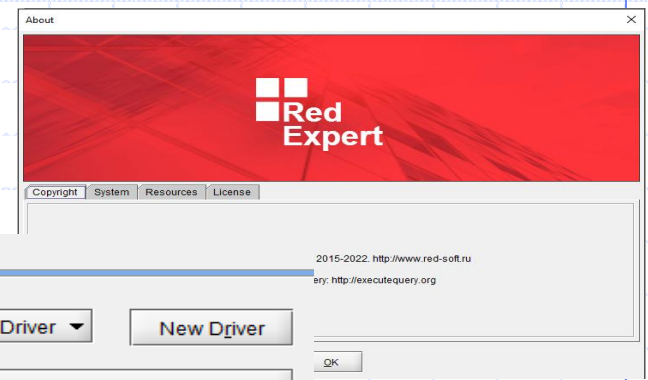 About
Red
Expert
Copyright System Resources License
2015-2022. http://www.red-soft.ru
ery: http://executequery.org
Driver New Driver
OK